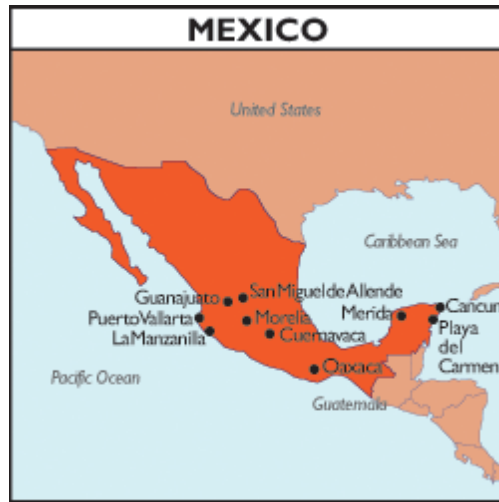 MEXICO
United States
Caribbean Sea
San Miguel de Allende
Guanajuato
Merida
Cancun
Puerto Vallarta
Morelia
Playa
del
Carmen
La Manzanilla
Cuernavaca
Oaxaca
Pacific Ocean
Guatemala